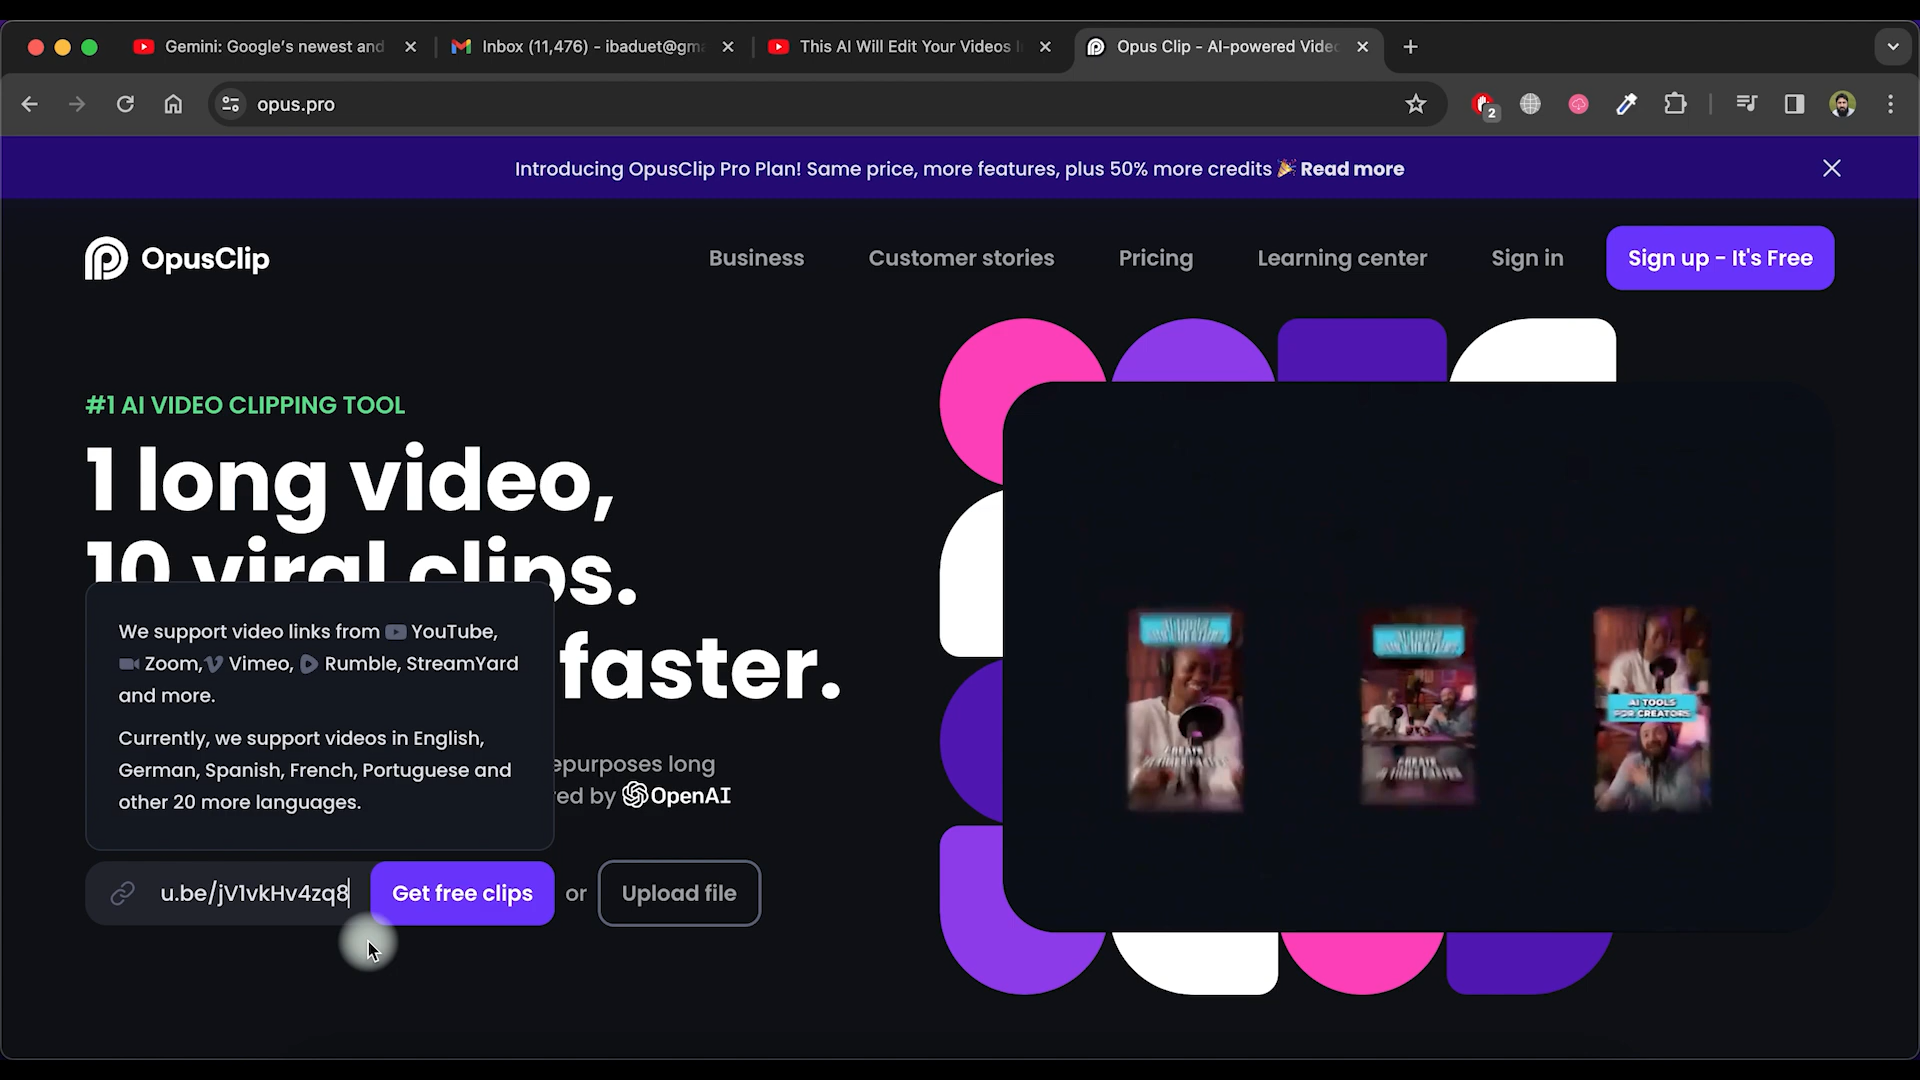 Gemini: Google's newest and
Inbox (11,476) - ibaduet@gm
This AI Will Edit Your Videos
Opus Clip - AI-powered Vide
opus.pro
2
Introducing OpusClip Pro Plan! Same price, more features, plus 50% more credits 🎉 Read more
OpusClip
Business
Customer stories
Pricing
Learning center
Sign in
Sign up - It's Free
#1 AI VIDEO CLIPPING TOOL
1 long video,
10 viral clips.
faster.
We support video links from YouTube,
Zoom, Vimeo, Rumble, StreamYard
and more.
Currently, we support videos in English,
German, Spanish, French, Portuguese and
other 20 more languages.
epurposes long
ed by OpenAI
u.be/jV1vkHv4zq8
Get free clips
or
Upload file
AI TOOLS
FOR CREATORS